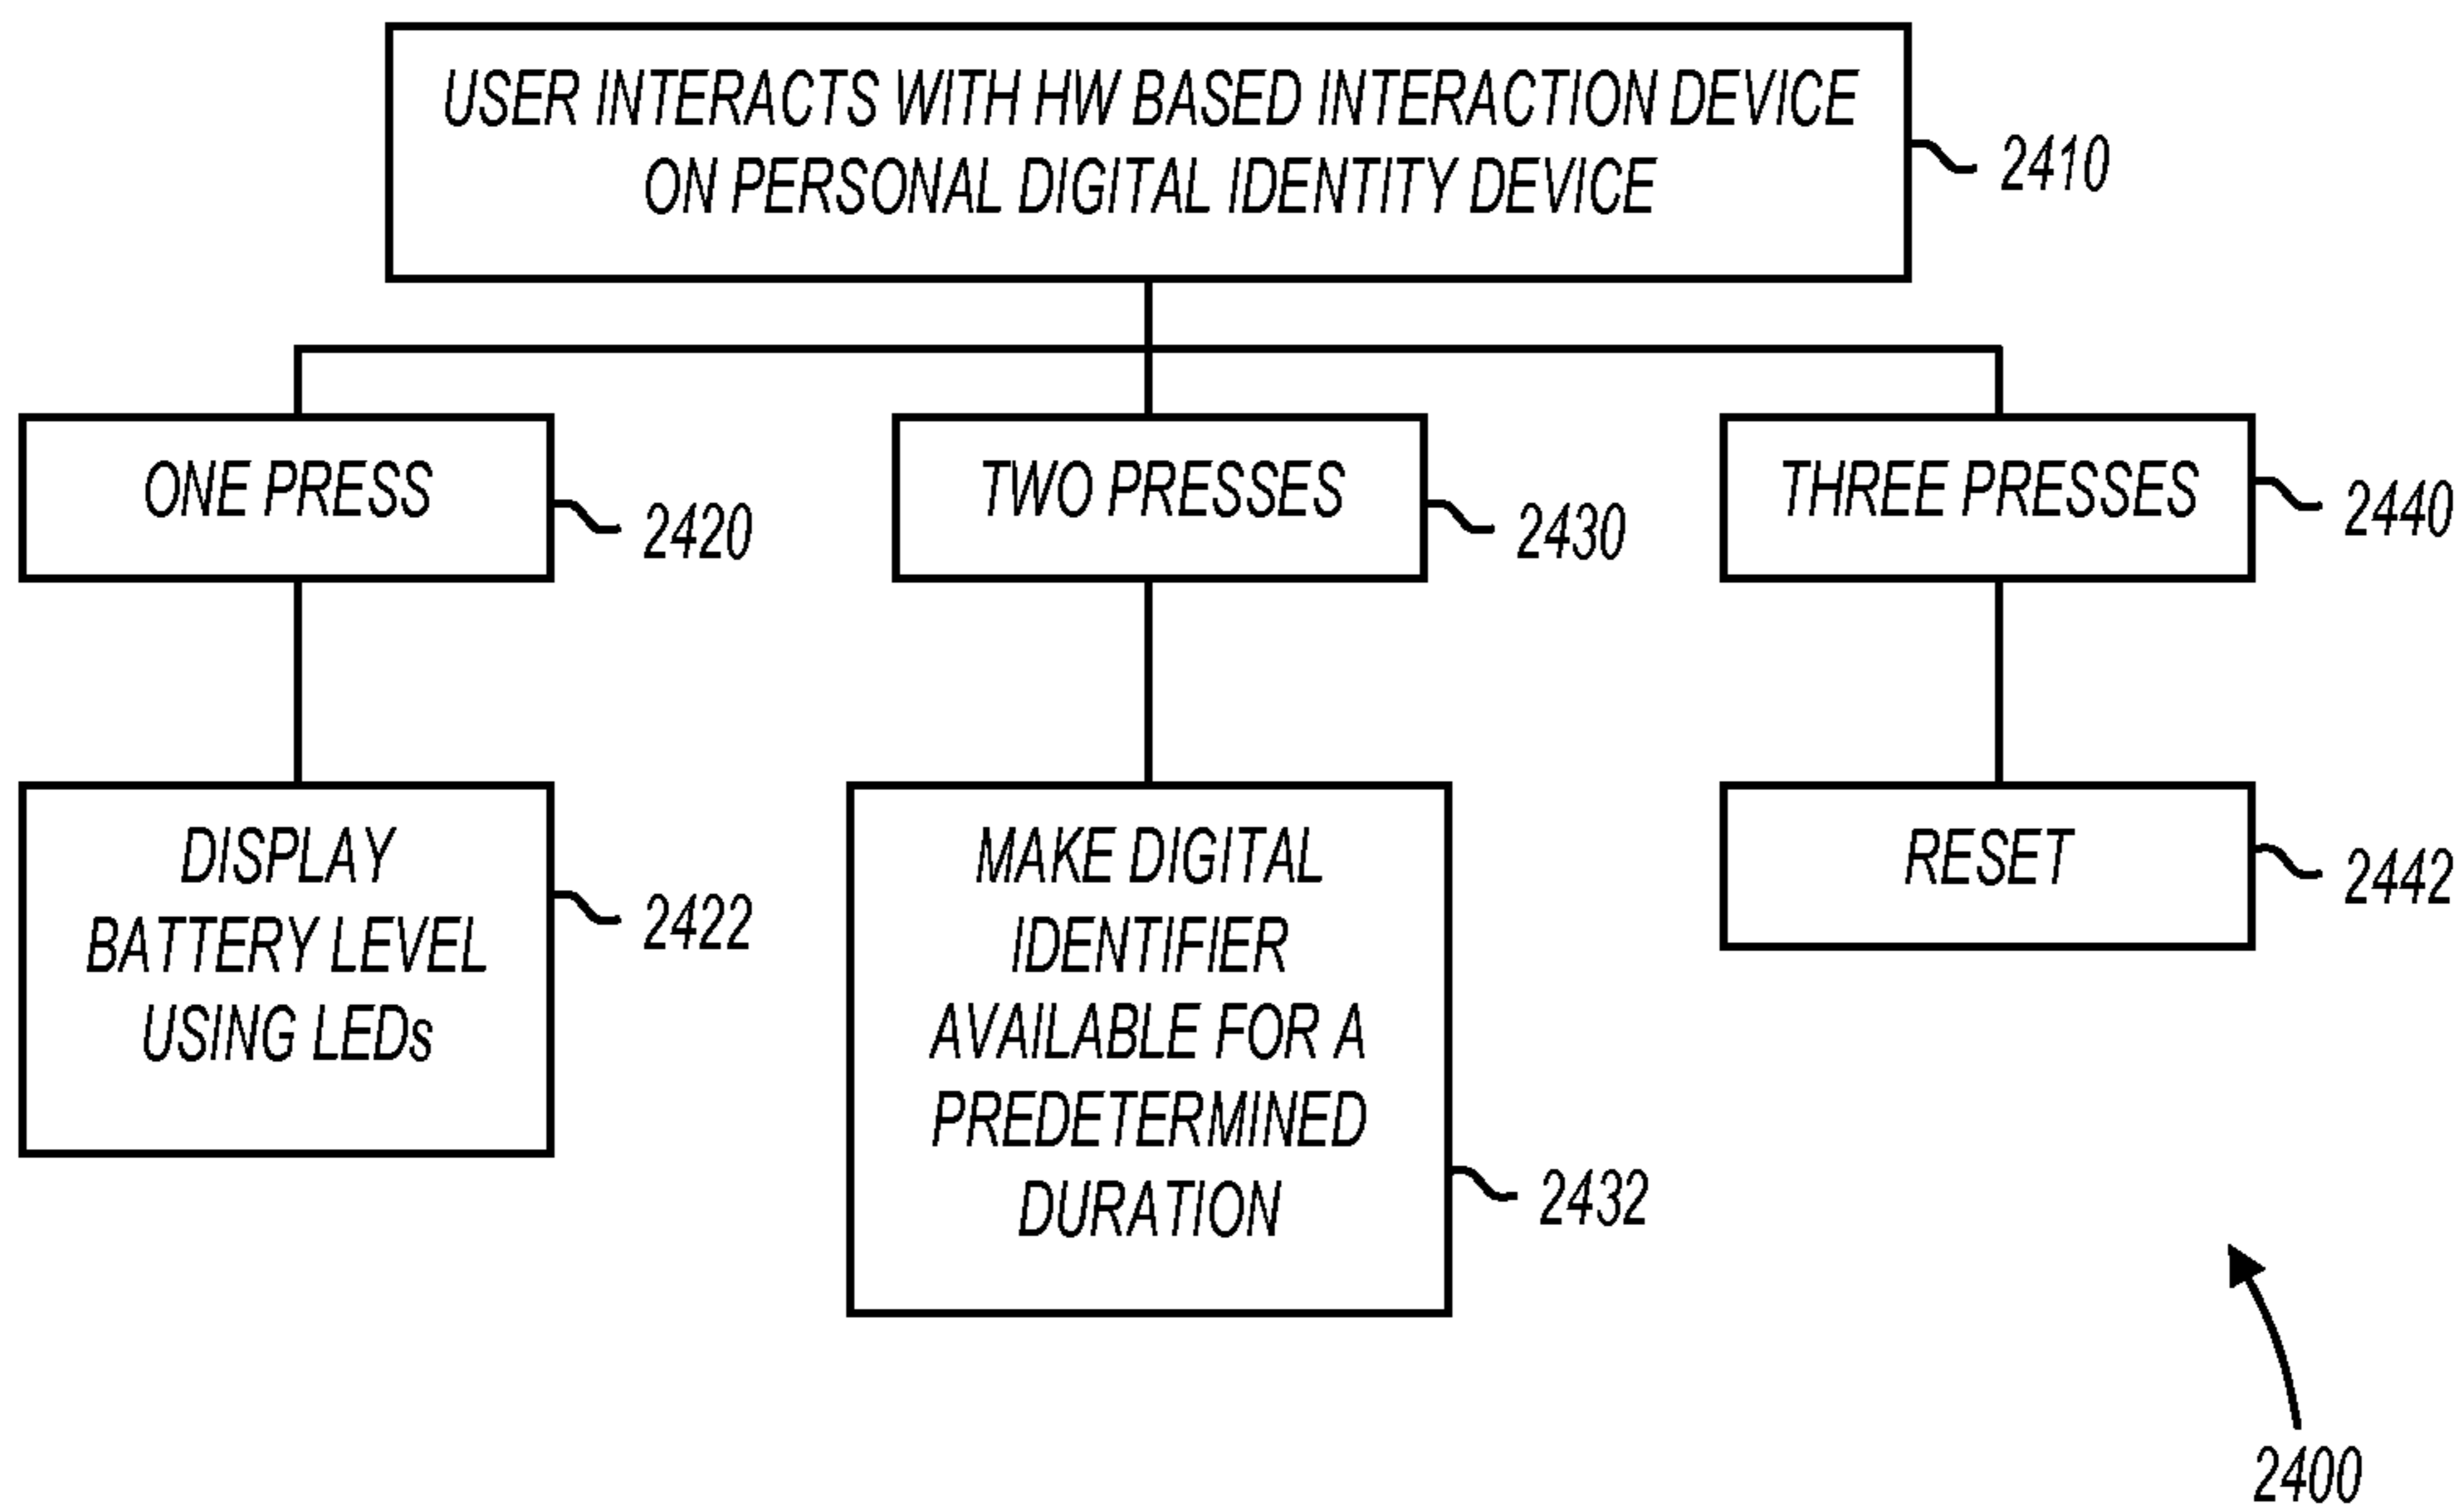 USER INTERACTS WITH HW BASED INTERACTION DEVICE
ON PERSONAL DIGITAL IDENTITY DEVICE
2410
ONE PRESS
2420
TWO PRESSES
2430
THREE PRESSES
2440
DISPLAY
BATTERY LEVEL
USING LEDs
2422
MAKE DIGITAL
IDENTIFIER
AVAILABLE FOR A
PREDETERMINED
DURATION
2432
RESET
2442
2400